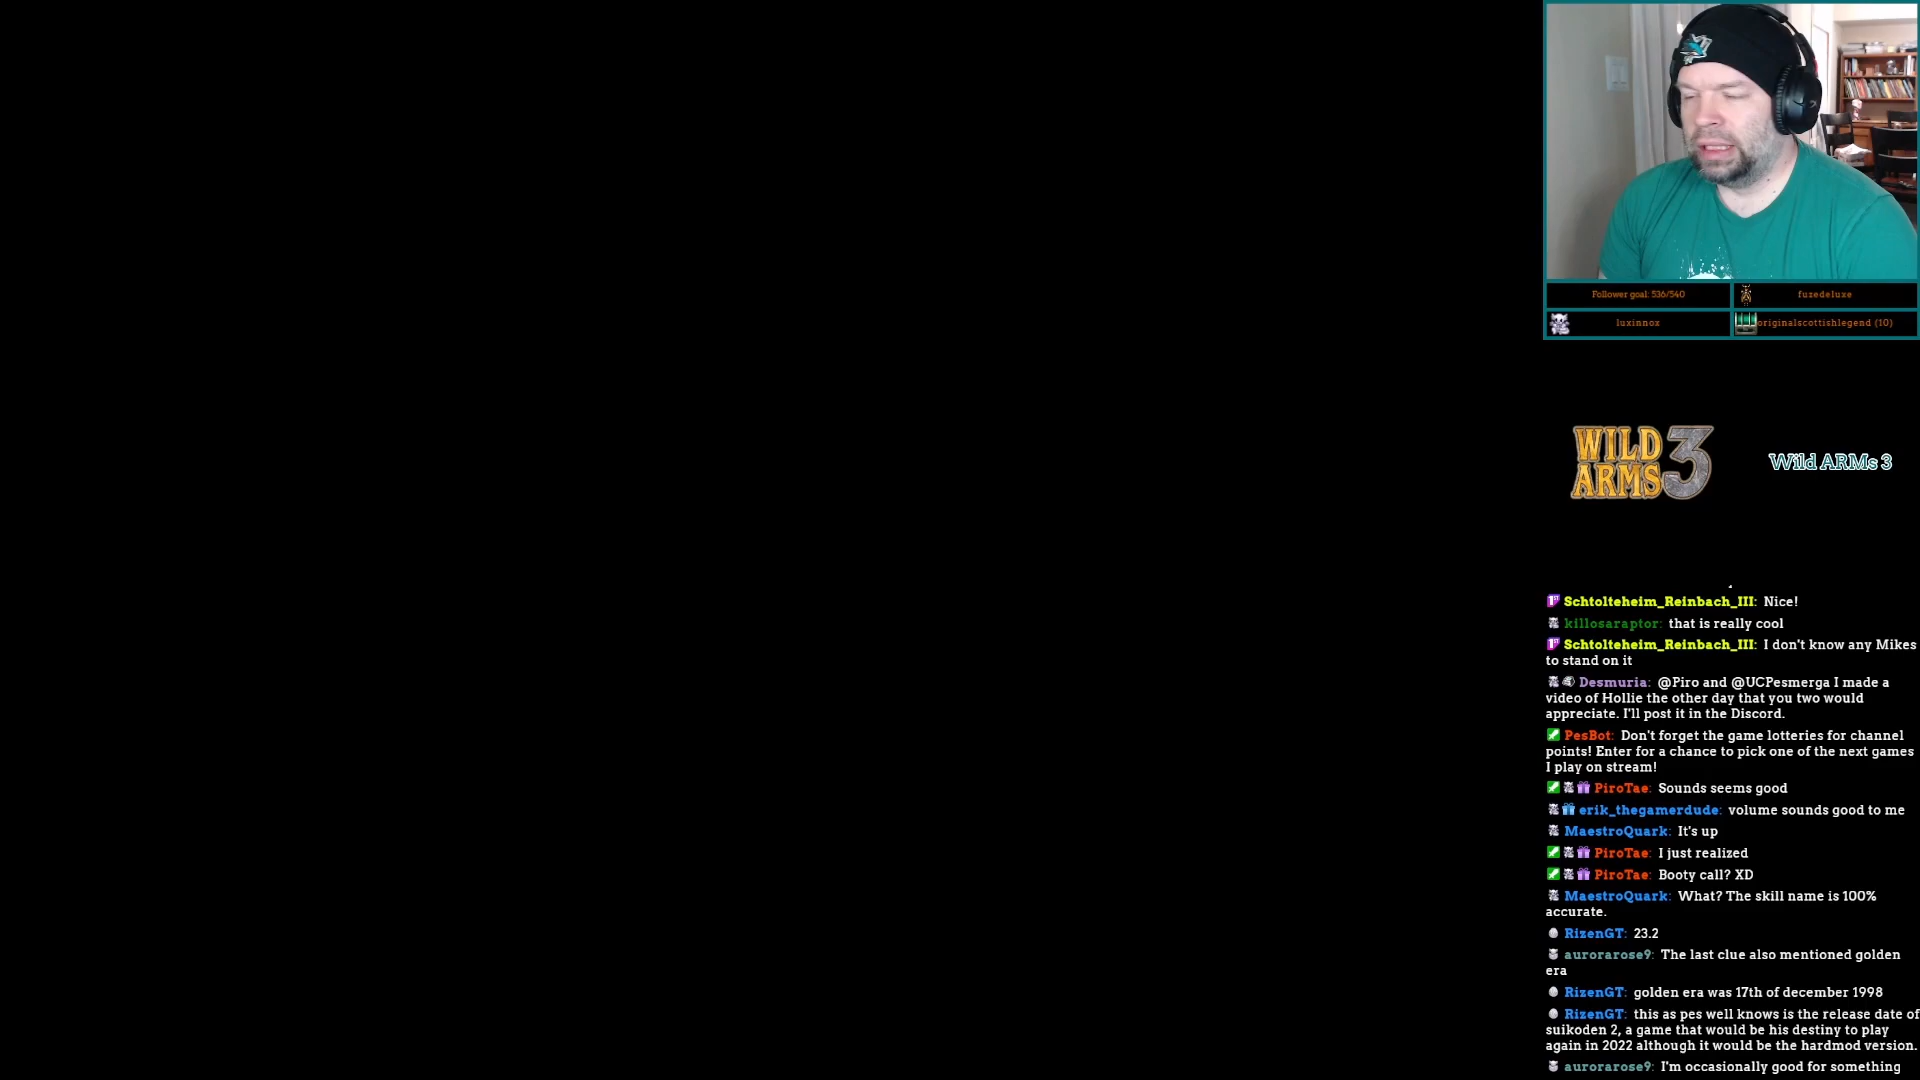 Follower goal: 536/540
fuzedeluxe
luxinnox
originalscottishlegend (10)
WILD
ARMS 3
Wild ARMs 3
Schtolteheim_Reinbach_III: Nice!
killosaraptor: that is really cool
Schtolteheim_Reinbach_III: I don't know any Mikes
to stand on it
Desmuria: @Piro and @UCPesmerga I made a
video of Hollie the other day that you two would
appreciate. I'll post it in the Discord.
PesBot: Don't forget the game lotteries for channel
points! Enter for a chance to pick one of the next games
I play on stream!
PiroTae: Sounds seems good
erik_thegamerdude: volume sounds good to me
MaestroQuark: It's up
PiroTae: I just realized
PiroTae: Booty call? XD
MaestroQuark: What? The skill name is 100%
accurate.
RizenGT: 23.2
aurorarose9: The last clue also mentioned golden
era
RizenGT: golden era was 17th of december 1998
RizenGT: this as pes well knows is the release date of
suikoden 2, a game that would be his destiny to play
again in 2022 although it would be the hardmod version.
aurorarose9: I'm occasionally good for something